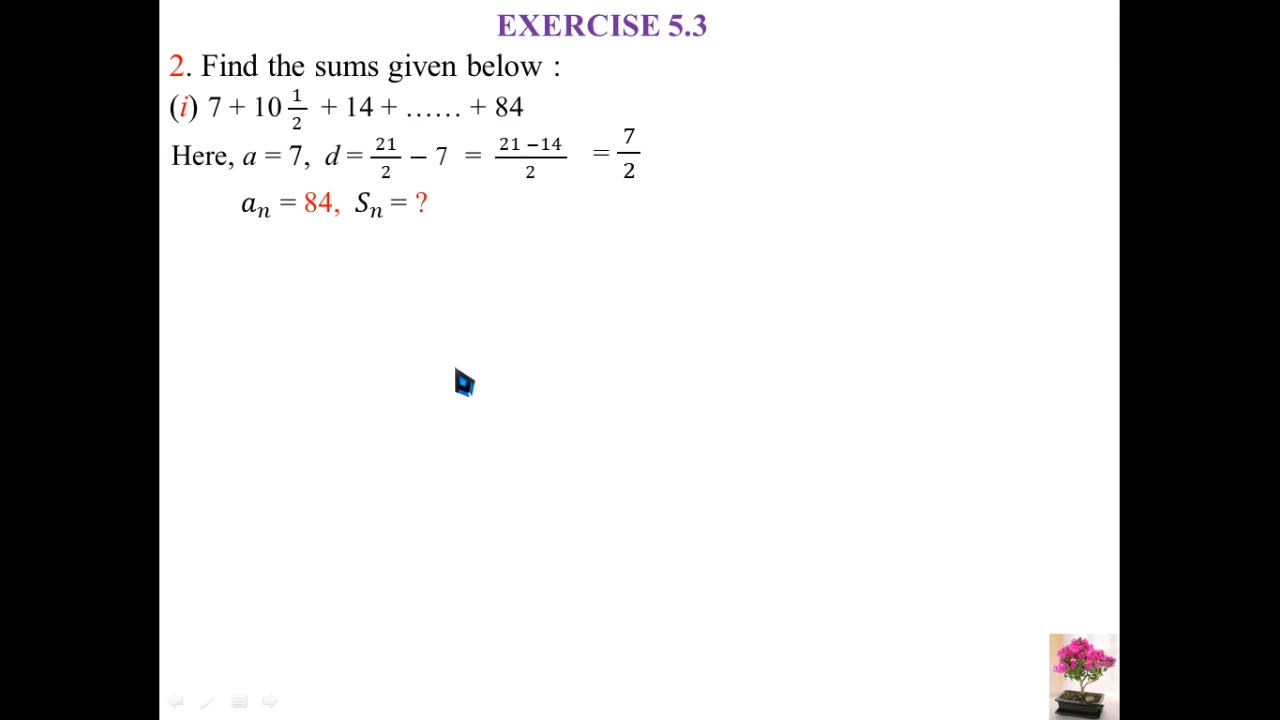 EXERCISE 5.3
2. Find the sums given below :
(i) 7 + 10 1/2 + 14 + …… + 84
Here, a = 7, d = 21/2 – 7 = 21 –14/2 = 7/2
aₙ = 84, Sₙ = ?